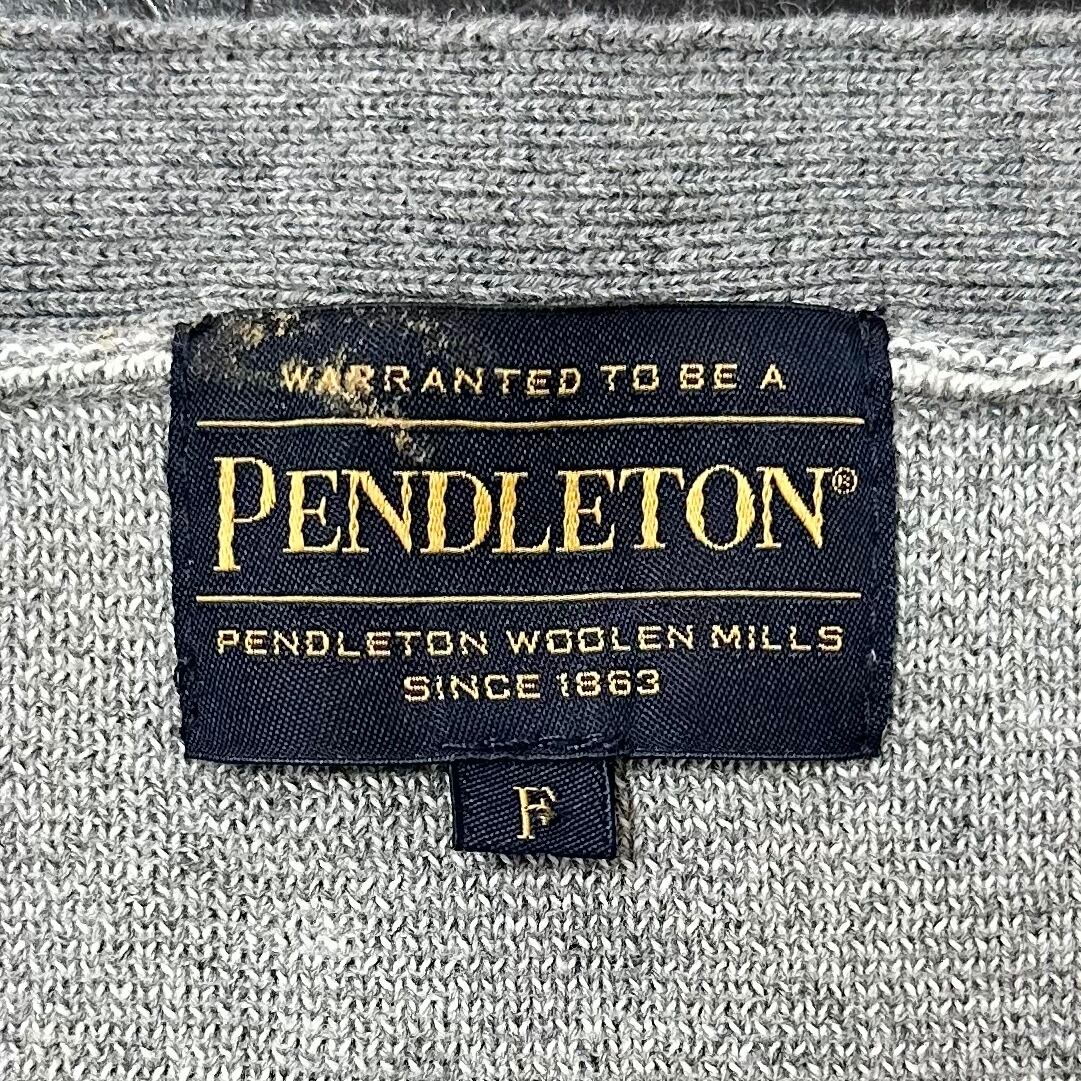 WARRANTED TO BE A
PENDLETON®
PENDLETON WOOLEN MILLS
SINCE 1863
F